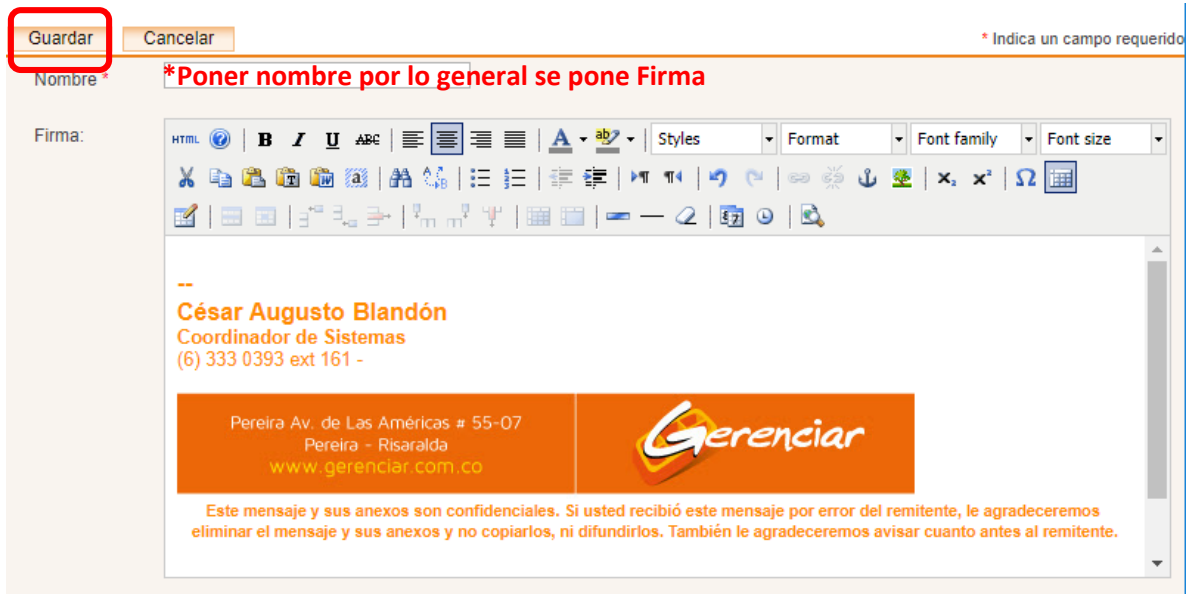 Guardar Cancelar * Indica un campo requerido
Nombre * *Poner nombre por lo general se pone Firma
Firma:
HTML B I U ABC A ab Styles Format Font family Font size
--
César Augusto Blandón
Coordinador de Sistemas
(6) 333 0393 ext 161 -
Pereira Av. de Las Américas # 55-07
Pereira - Risaralda
www.gerenciar.com.co
Gerenciar
Este mensaje y sus anexos son confidenciales. Si usted recibió este mensaje por error del remitente, le agradeceremos
eliminar el mensaje y sus anexos y no copiarlos, ni difundirlos. También le agradeceremos avisar cuanto antes al remitente.